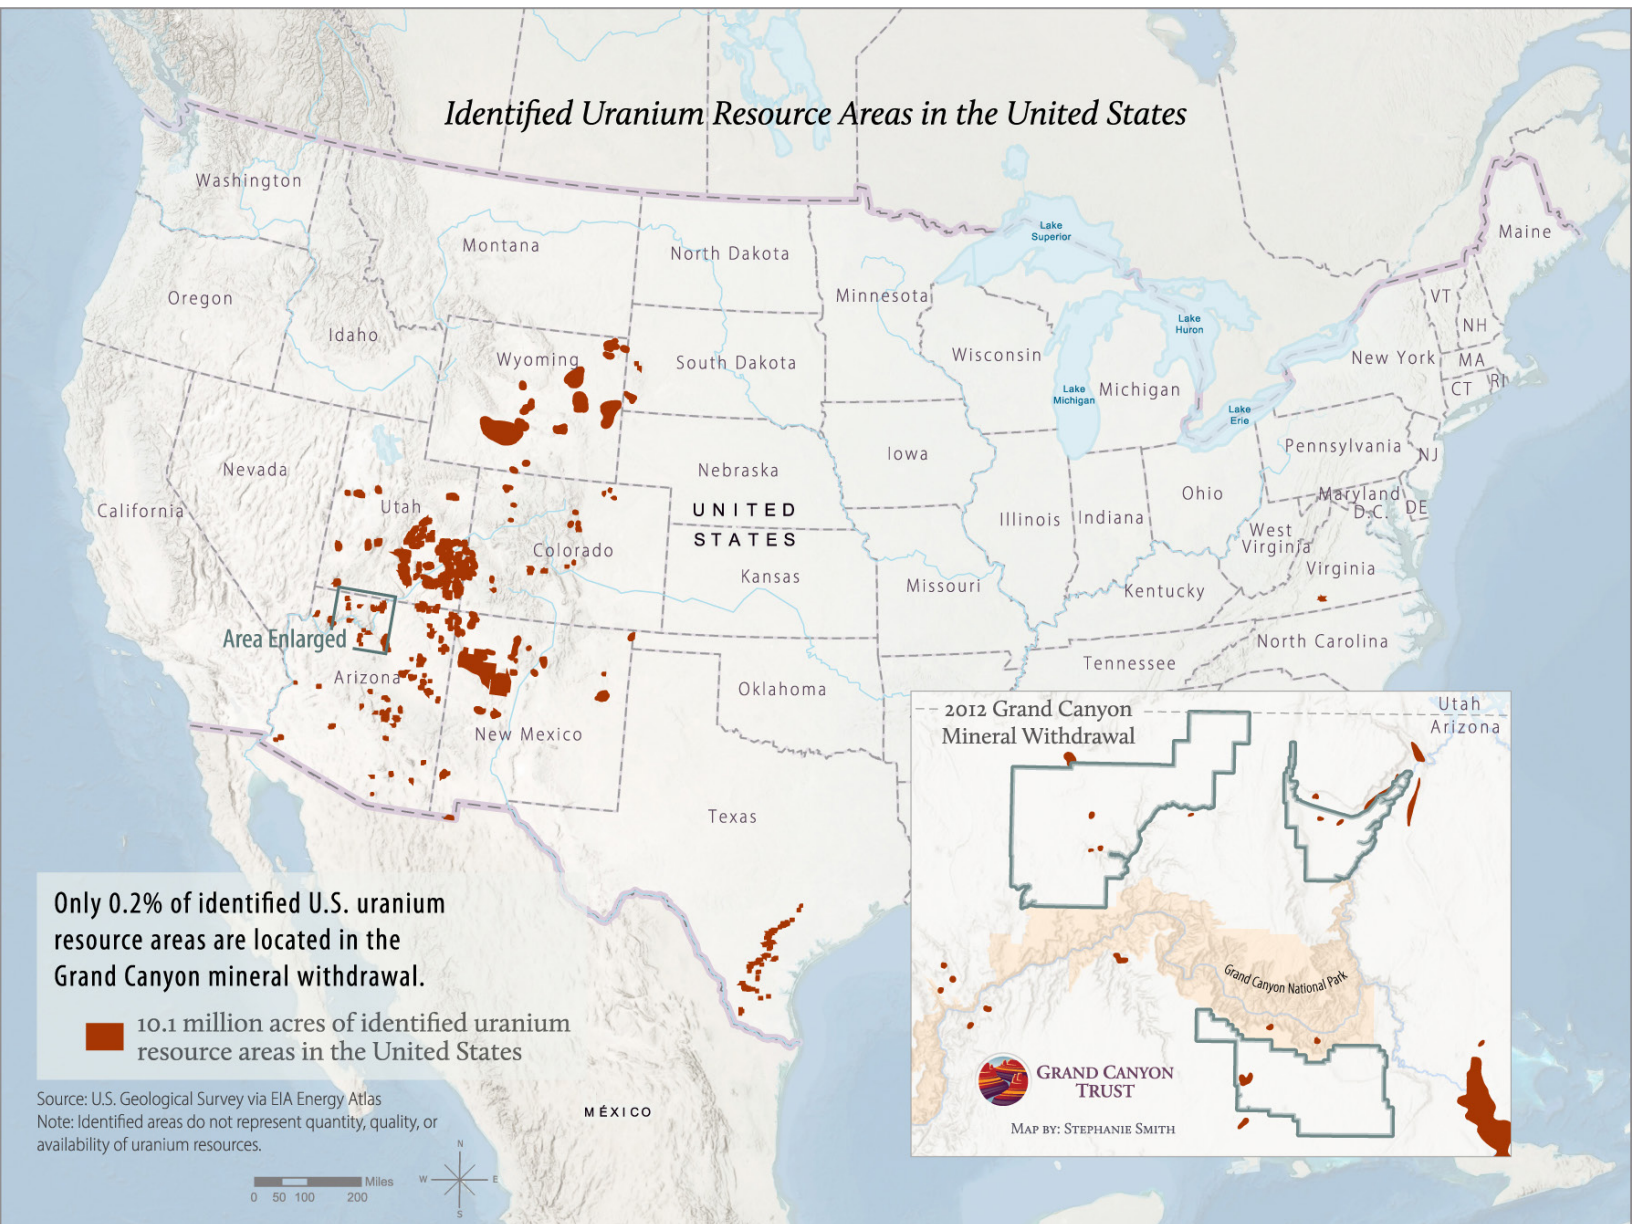 Identified Uranium Resource Areas in the United States
Washington
Montana
North Dakota
Minnesota
Lake
Superior
Maine
Oregon
Idaho
Wyoming
South Dakota
Wisconsin
Lake
Huron
Lake
Michigan
Michigan
Lake
Erie
New York
VT
NH
MA
CT
RI
Nevada
California
Utah
Colorado
Nebraska
UNITED
STATES
Kansas
Iowa
Illinois
Indiana
Ohio
Pennsylvania
NJ
Maryland
D.C.
DE
West
Virginia
Virginia
Missouri
Kentucky
Area Enlarged
Arizona
New Mexico
Oklahoma
Tennessee
North Carolina
Texas
MÉXICO
2012 Grand Canyon
Mineral Withdrawal
Utah
Arizona
Grand Canyon National Park
GRAND CANYON
TRUST
MAP BY: STEPHANIE SMITH
Only 0.2% of identified U.S. uranium
resource areas are located in the
Grand Canyon mineral withdrawal.
10.1 million acres of identified uranium
resource areas in the United States
Source: U.S. Geological Survey via EIA Energy Atlas
Note: Identified areas do not represent quantity, quality, or
availability of uranium resources.
N
W
E
S
Miles
0 50 100 200